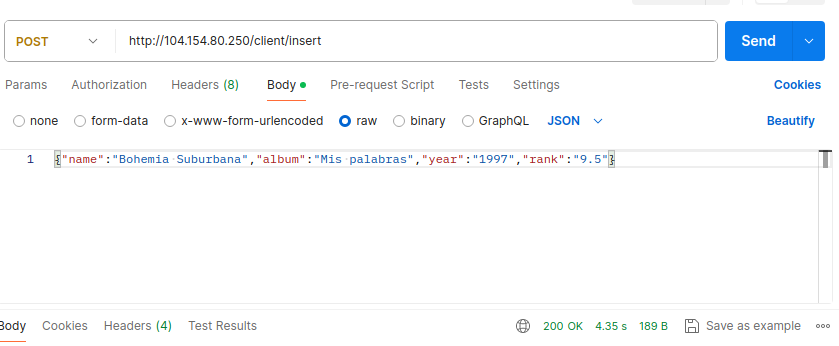 POST http://104.154.80.250/client/insert Send
Params Authorization Headers (8) Body Pre-request Script Tests Settings Cookies
none form-data x-www-form-urlencoded raw binary GraphQL JSON Beautify
1 {"name":"Bohemia Suburbana","album":"Mis palabras","year":"1997","rank":"9.5"}
Body Cookies Headers (4) Test Results 200 OK 4.35 s 189 B Save as example